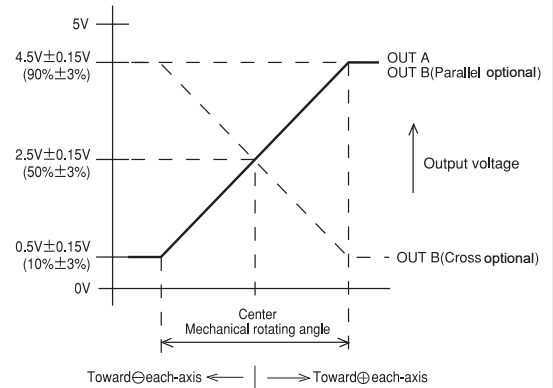 5V
4.5V±0.15V
(90%±3%)
OUT A
OUT B(Parallel optional)
2.5V±0.15V
(50%±3%)
Output voltage
0.5V±0.15V
(10%±3%)
OUT B(Cross optional)
0V
Center
Mechanical rotating angle
Toward⊖each-axis
Toward⊕each-axis